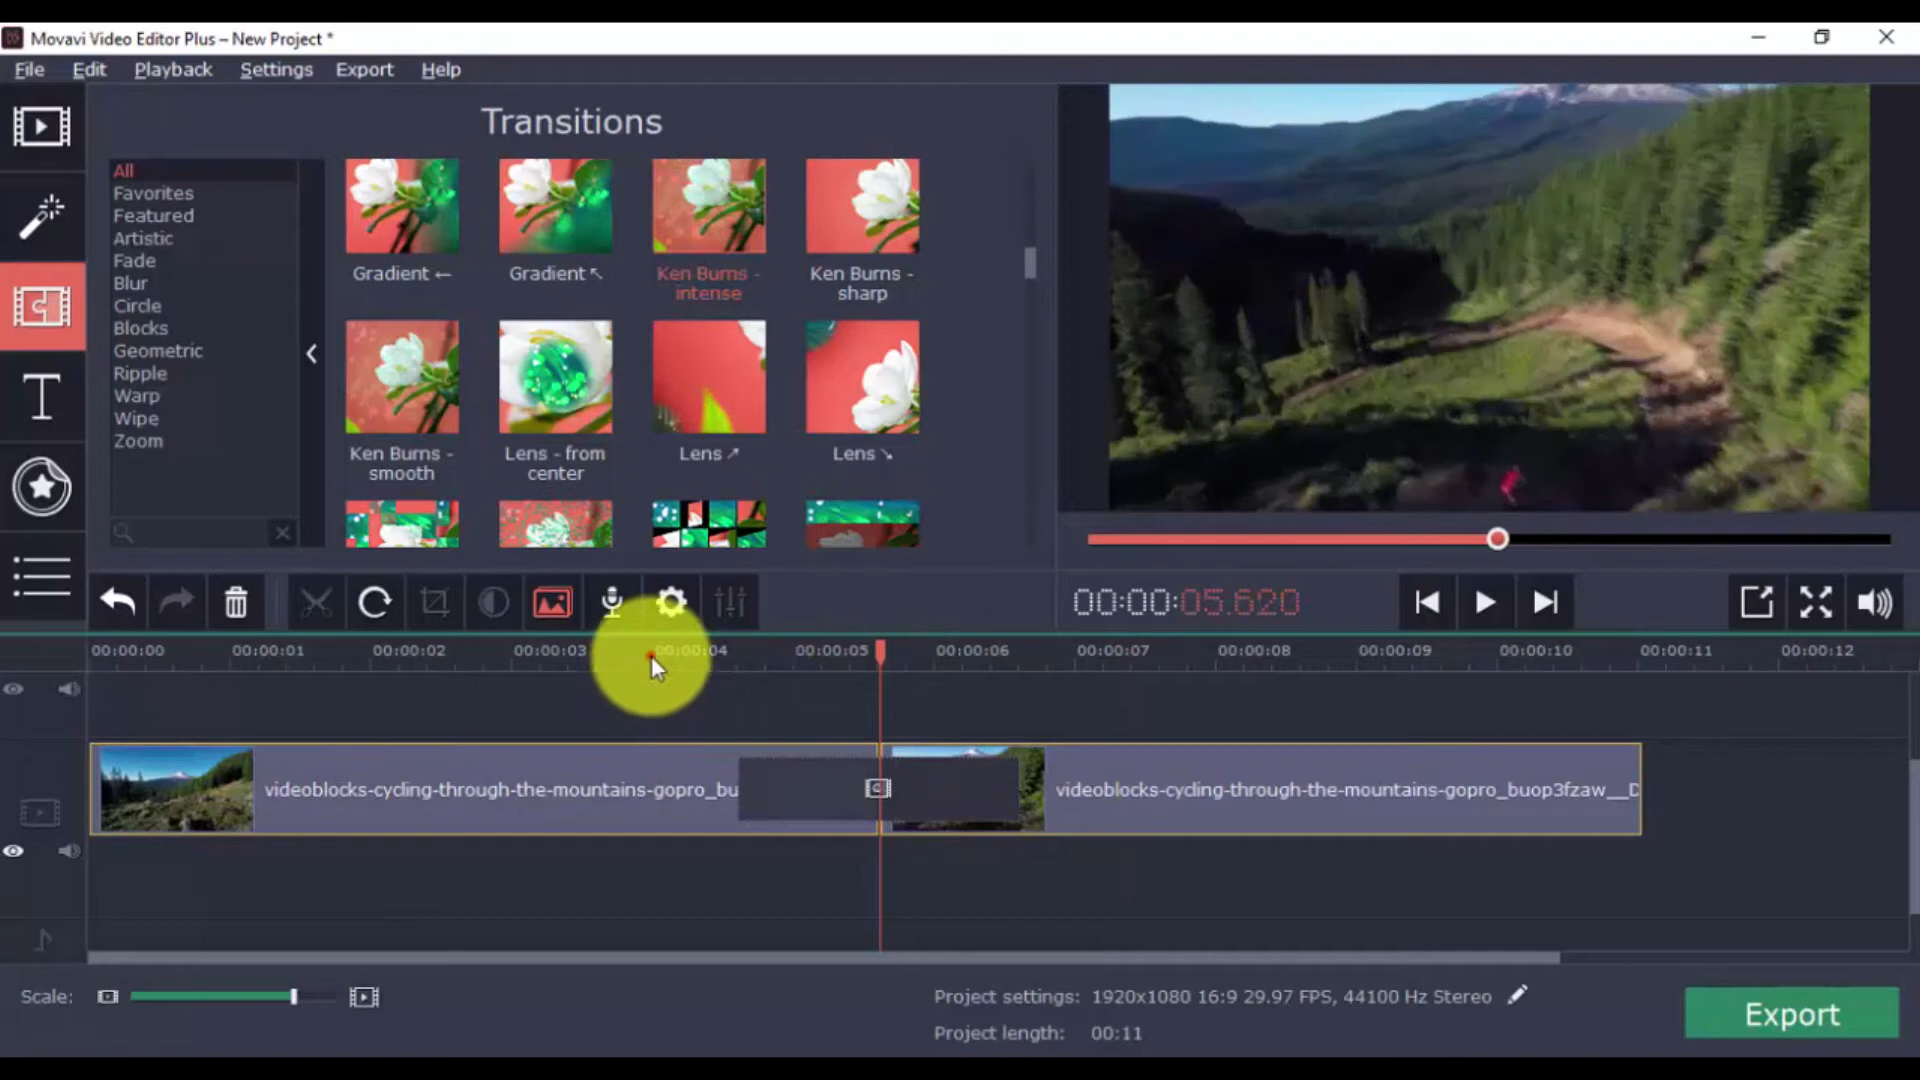 Movavi Video Editor Plus – New Project *
File Edit Playback Settings Export Help
Transitions
All
Favorites
Featured
Artistic
Fade
Blur
Circle
Blocks
Geometric
Ripple
Warp
Wipe
Zoom
Gradient ←
Gradient ↖
Ken Burns -
intense
Ken Burns -
sharp
Ken Burns -
smooth
Lens - from
center
Lens ↗
Lens ↘
00:00:05.620
00:00:00 00:00:01 00:00:02 00:00:03 00:00:04 00:00:05 00:00:06 00:00:07 00:00:08 00:00:09 00:00:10 00:00:11 00:00:12
videoblocks-cycling-through-the-mountains-gopro_bu
videoblocks-cycling-through-the-mountains-gopro_buop3fzaw__D
Scale:
Project settings: 1920x1080 16:9 29.97 FPS, 44100 Hz Stereo
Project length: 00:11
Export